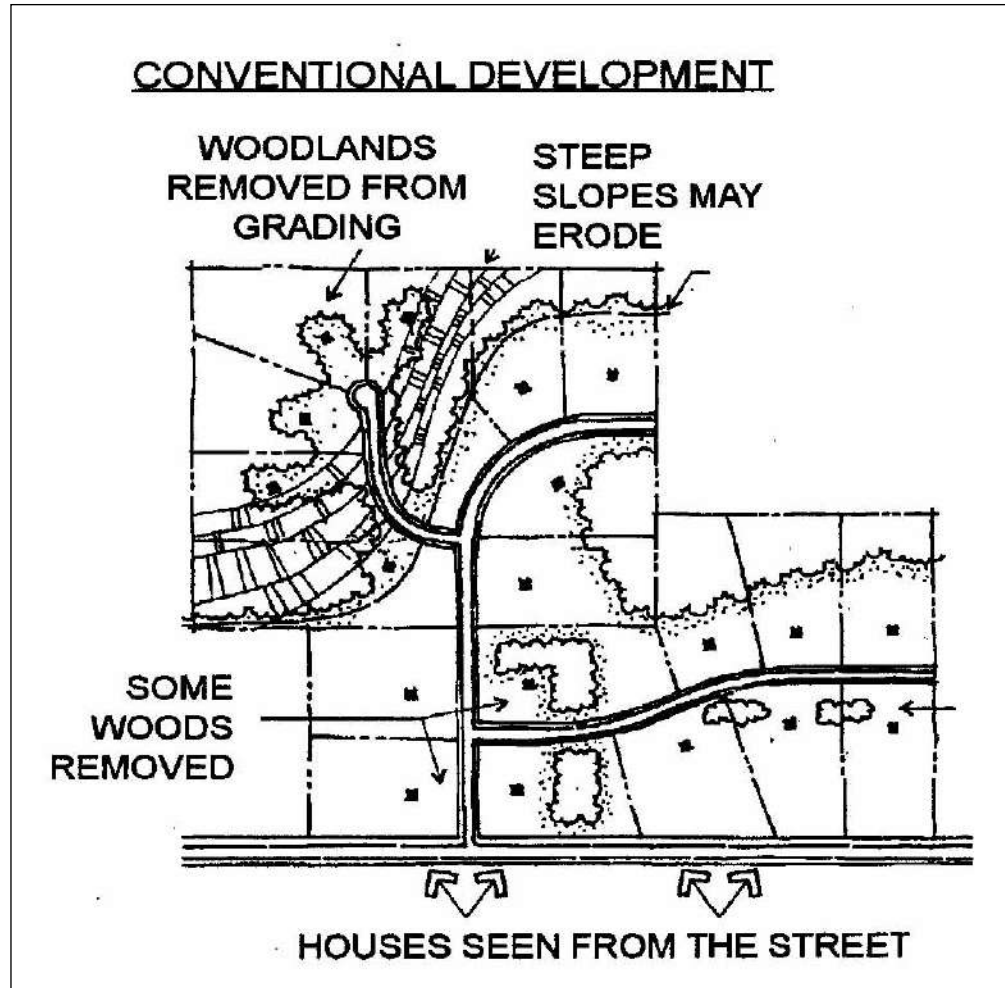 CONVENTIONAL DEVELOPMENT
WOODLANDS
REMOVED FROM
GRADING
STEEP
SLOPES MAY
ERODE
SOME
WOODS
REMOVED
HOUSES SEEN FROM THE STREET